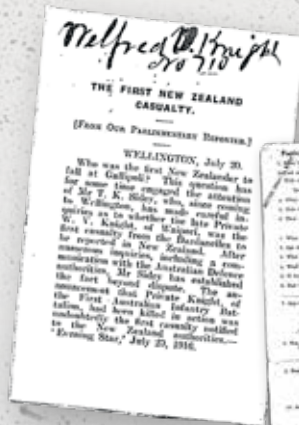 Welfred V. Knight
No 710
THE FIRST NEW ZEALAND
CASUALTY.
[FROM OUR PARLIAMENTARY REPORTER.]
WELLINGTON, July 20.
Who was the first New Zealander to
fall at Gallipoli? This question has
for some time engaged the attention
of Mr T. K. Sidey, who, since coming
to Wellington, has made careful in-
quiries as to whether the late Private
W. V. Knight, of Waipori, was the
first casualty from the Dardanelles to
be reported in New Zealand. After
numerous inquiries, including a com-
munication with the Australian Defence
authorities, Mr Sidey has established
the fact beyond dispute. The an-
nouncement that Private Knight, of
the First Australian Infantry Bat-
talion, had been killed in action was
undoubtedly the first casualty notified
to the New Zealand authorities.—
'Evening Star,' July 20, 1916.